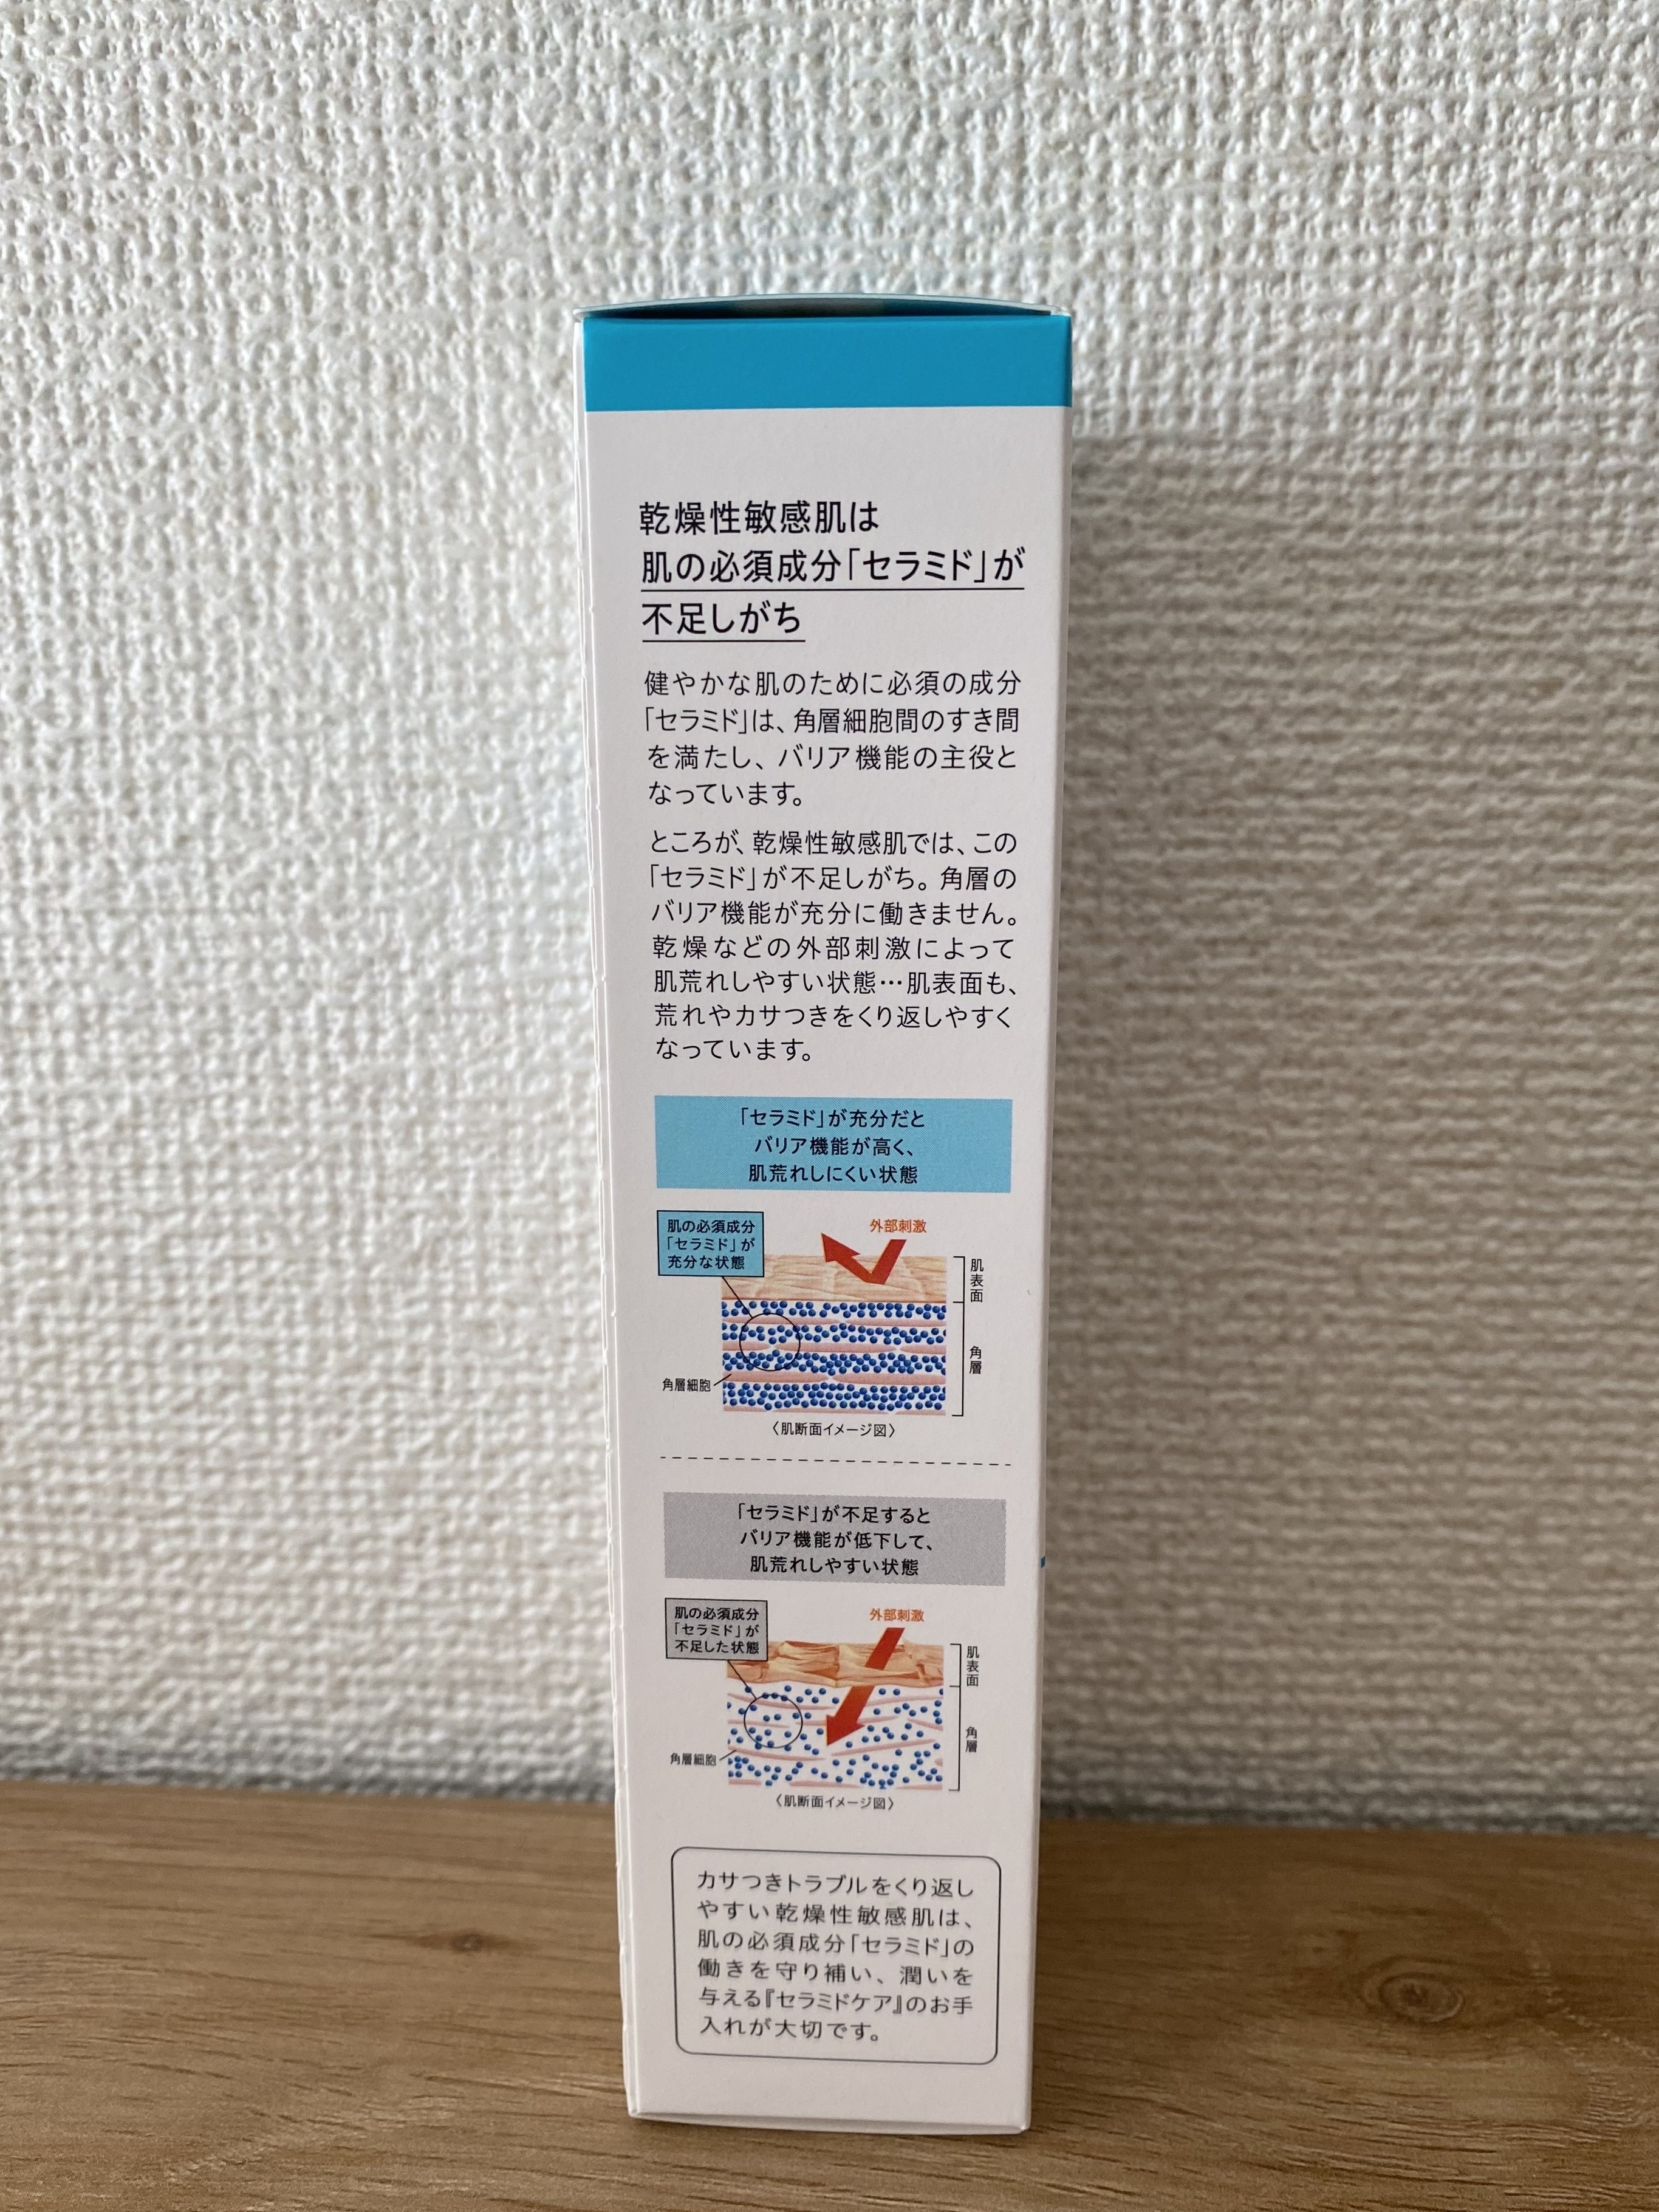 乾燥性敏感肌は
肌の必須成分「セラミド」が
不足しがち
健やかな肌のために必須の成分
「セラミド」は、角層細胞間のすき間
を満たし、バリア機能の主役と
なっています。
ところが、乾燥性敏感肌では、この
「セラミド」が不足しがち。角層の
バリア機能が充分に働きません。
乾燥などの外部刺激によって
肌荒れしやすい状態…肌表面も、
荒れやカサつきをくり返しやすく
なっています。
「セラミド」が充分だと
バリア機能が高く、
肌荒れしにくい状態
肌の必須成分
「セラミド」が
充分な状態
外部刺激
肌表面
角層
角層細胞
〈肌断面イメージ図〉
「セラミド」が不足すると
バリア機能が低下して、
肌荒れしやすい状態
肌の必須成分
「セラミド」が
不足した状態
外部刺激
肌表面
角層
角層細胞
〈肌断面イメージ図〉
カサつきトラブルをくり返し
やすい乾燥性敏感肌は、
肌の必須成分「セラミド」の
働きを守り補い、潤いを
与える『セラミドケア』のお手
入れが大切です。